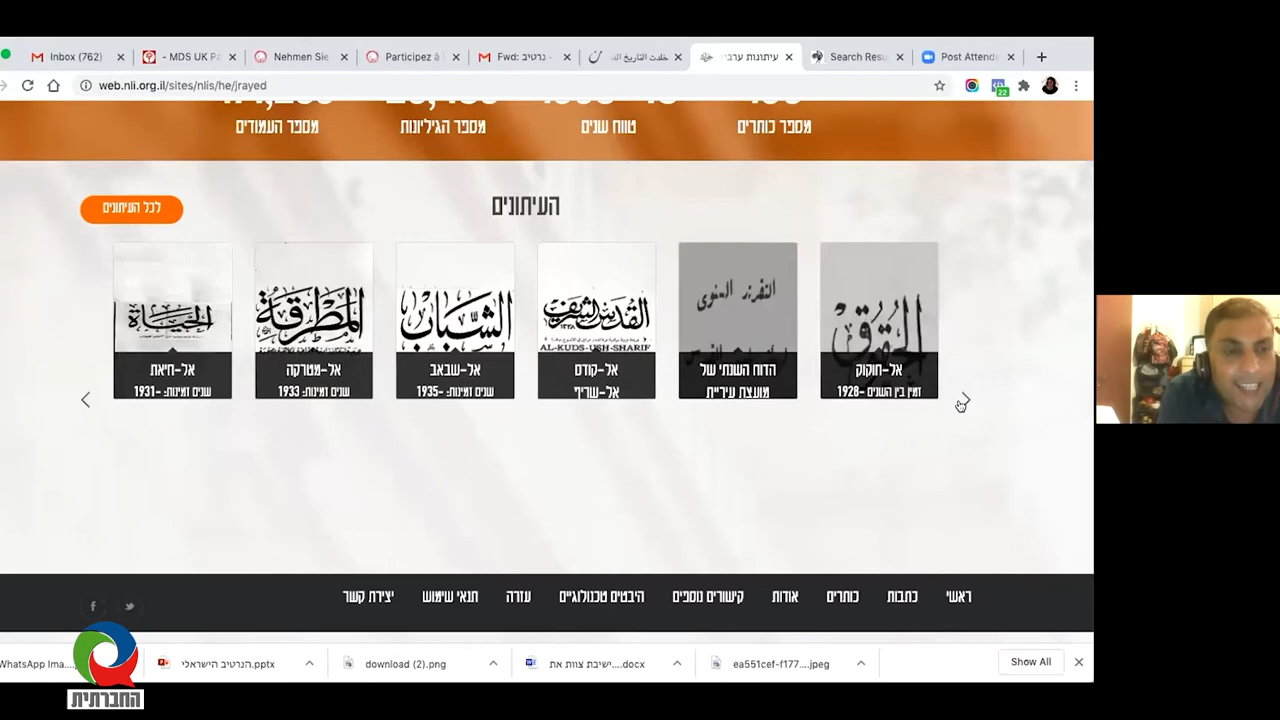 Inbox (762)
- MDS UK Pa
Nehmen Sie
Participez à
Fwd: נרטיב -
عיתונות ערבי
Search Resu
Post Attende
web.nli.org.il/sites/nlis/he/jrayed
22
מספר כותרים
טווח שנים
מספר הגיליונות
מספר העמודים
העיתונים
לכל העיתונים
الحقوق
אל-חוקוק
זמין בין השנים -1928
التقرير السنوي
הדוח השנתי של
מועצת עיריית
القدس الشريف
AL-KUDS-USH-SHARIF
אל-קודס
אל-שריף
الشباب
אל-שבאב
שנים זמינות: -1935
المطرقة
אל-מטרקה
שנים זמינות: 1933
الحياة
אל-חיאת
שנים זמינות: -1931
ראשי
כתבות
כותרים
אודות
קישורים נוספים
היבטים טכנולוגיים
עזרה
תנאי שימוש
יצירת קשר
WhatsApp Ima....
הנרטיב הישראלי.pptx
download (2).png
ישיבת צוות את....docx
ea551cef-f177....jpeg
Show All
החברתית